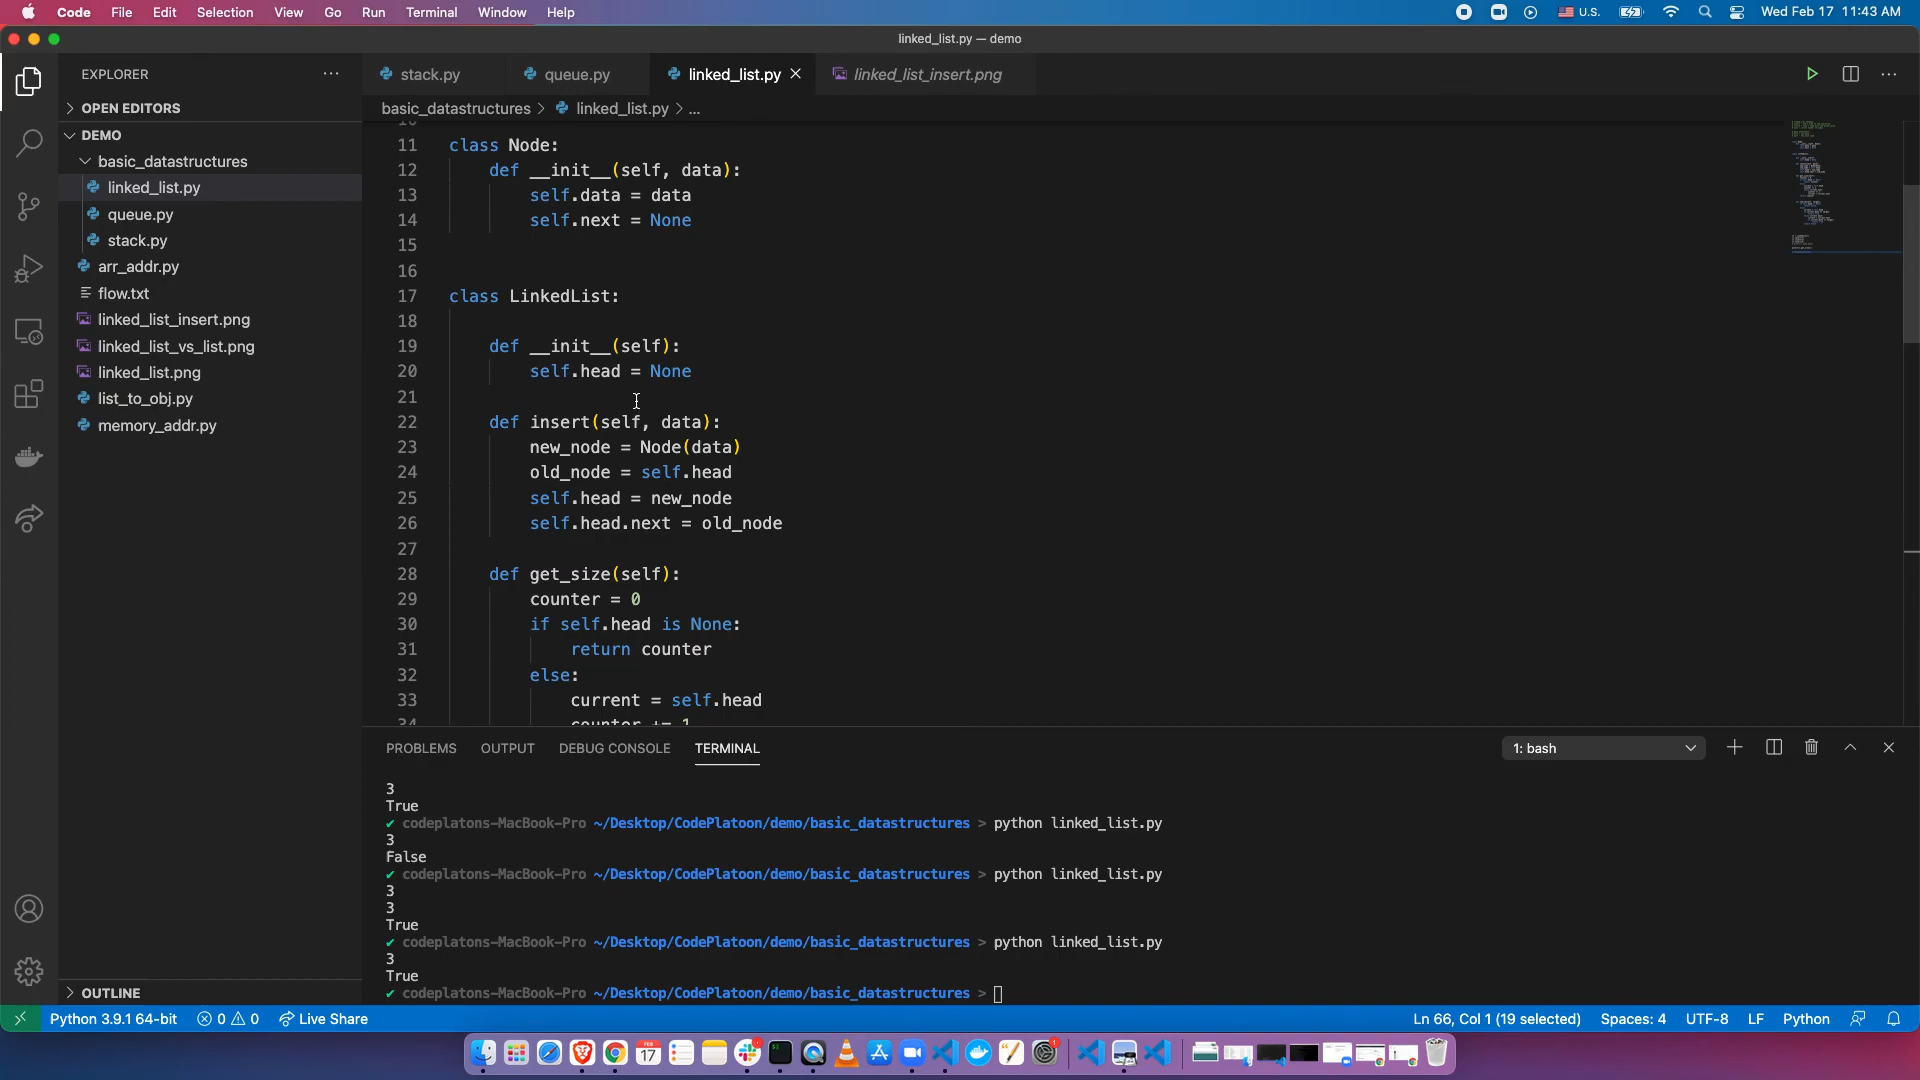 Code File Edit Selection View Go Run Terminal Window Help
U.S. Wed Feb 17 11:43 AM
linked_list.py — demo
EXPLORER
OPEN EDITORS
DEMO
basic_datastructures
linked_list.py
queue.py
stack.py
arr_addr.py
flow.txt
linked_list_insert.png
linked_list_vs_list.png
linked_list.png
list_to_obj.py
memory_addr.py
OUTLINE
stack.py queue.py linked_list.py linked_list_insert.png
basic_datastructures > linked_list.py > ...
11 class Node:
12 def __init__(self, data):
13 self.data = data
14 self.next = None
15
16
17 class LinkedList:
18
19 def __init__(self):
20 self.head = None
21
22 def insert(self, data):
23 new_node = Node(data)
24 old_node = self.head
25 self.head = new_node
26 self.head.next = old_node
27
28 def get_size(self):
29 counter = 0
30 if self.head is None:
31 return counter
32 else:
33 current = self.head
34 counter += 1
PROBLEMS OUTPUT DEBUG CONSOLE TERMINAL 1: bash
3
True
✔ codeplatons-MacBook-Pro ~/Desktop/CodePlatoon/demo/basic_datastructures > python linked_list.py
3
False
✔ codeplatons-MacBook-Pro ~/Desktop/CodePlatoon/demo/basic_datastructures > python linked_list.py
3
3
True
✔ codeplatons-MacBook-Pro ~/Desktop/CodePlatoon/demo/basic_datastructures > python linked_list.py
3
True
✔ codeplatons-MacBook-Pro ~/Desktop/CodePlatoon/demo/basic_datastructures >
Python 3.9.1 64-bit 0 0 Live Share Ln 66, Col 1 (19 selected) Spaces: 4 UTF-8 LF Python
FEB
17
1